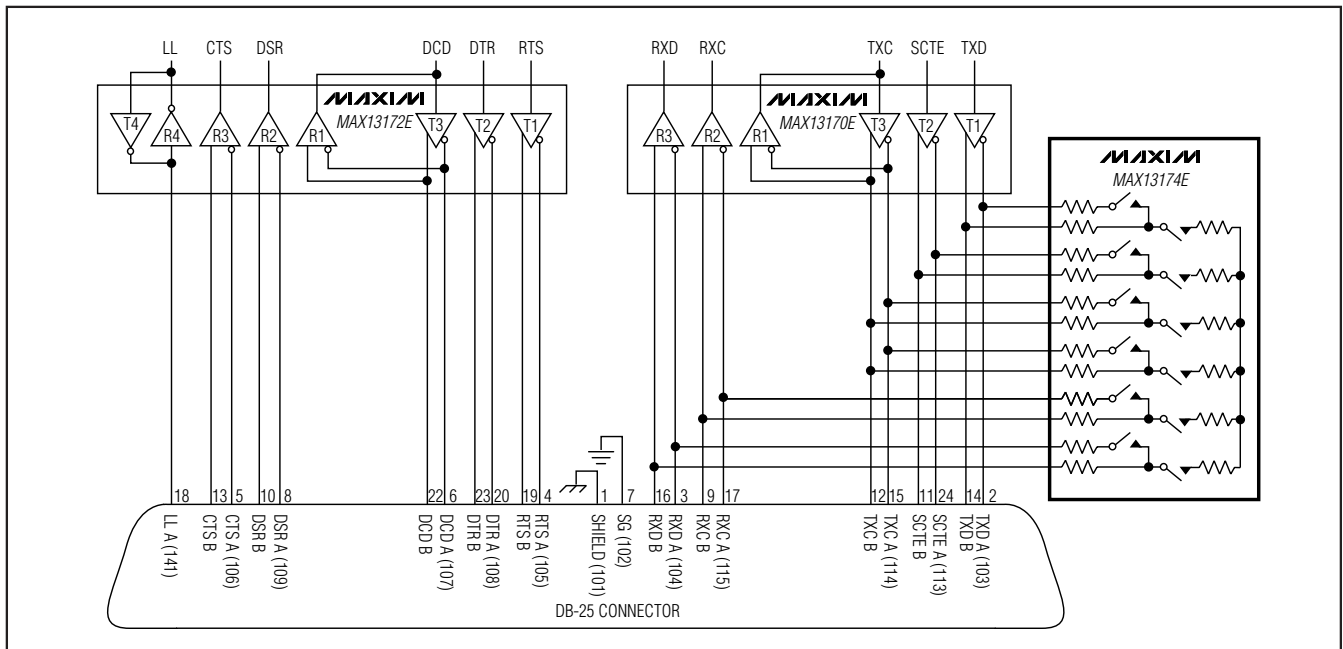 LL CTS DSR DCD DTR RTS RXD RXC TXC SCTE TXD
MAXIM
MAX13172E
T4 R4 R3 R2 R1 T3 T2 T1
MAXIM
MAX13170E
R3 R2 R1 T3 T2 T1
MAXIM
MAX13174E
18 13 5 10 8 22 6 23 20 19 4 1 7 16 3 9 17 12 15 11 24 14 2
LL A (141)
CTS B
CTS A (106)
DSR B
DSR A (109)
DCD B
DCD A (107)
DTR B
DTR A (108)
RTS B
RTS A (105)
SHIELD (101)
SG (102)
RXD B
RXD A (104)
RXC B
RXC A (115)
TXC B
TXC A (114)
SCTE B
SCTE A (113)
TXD B
TXD A (103)
DB-25 CONNECTOR